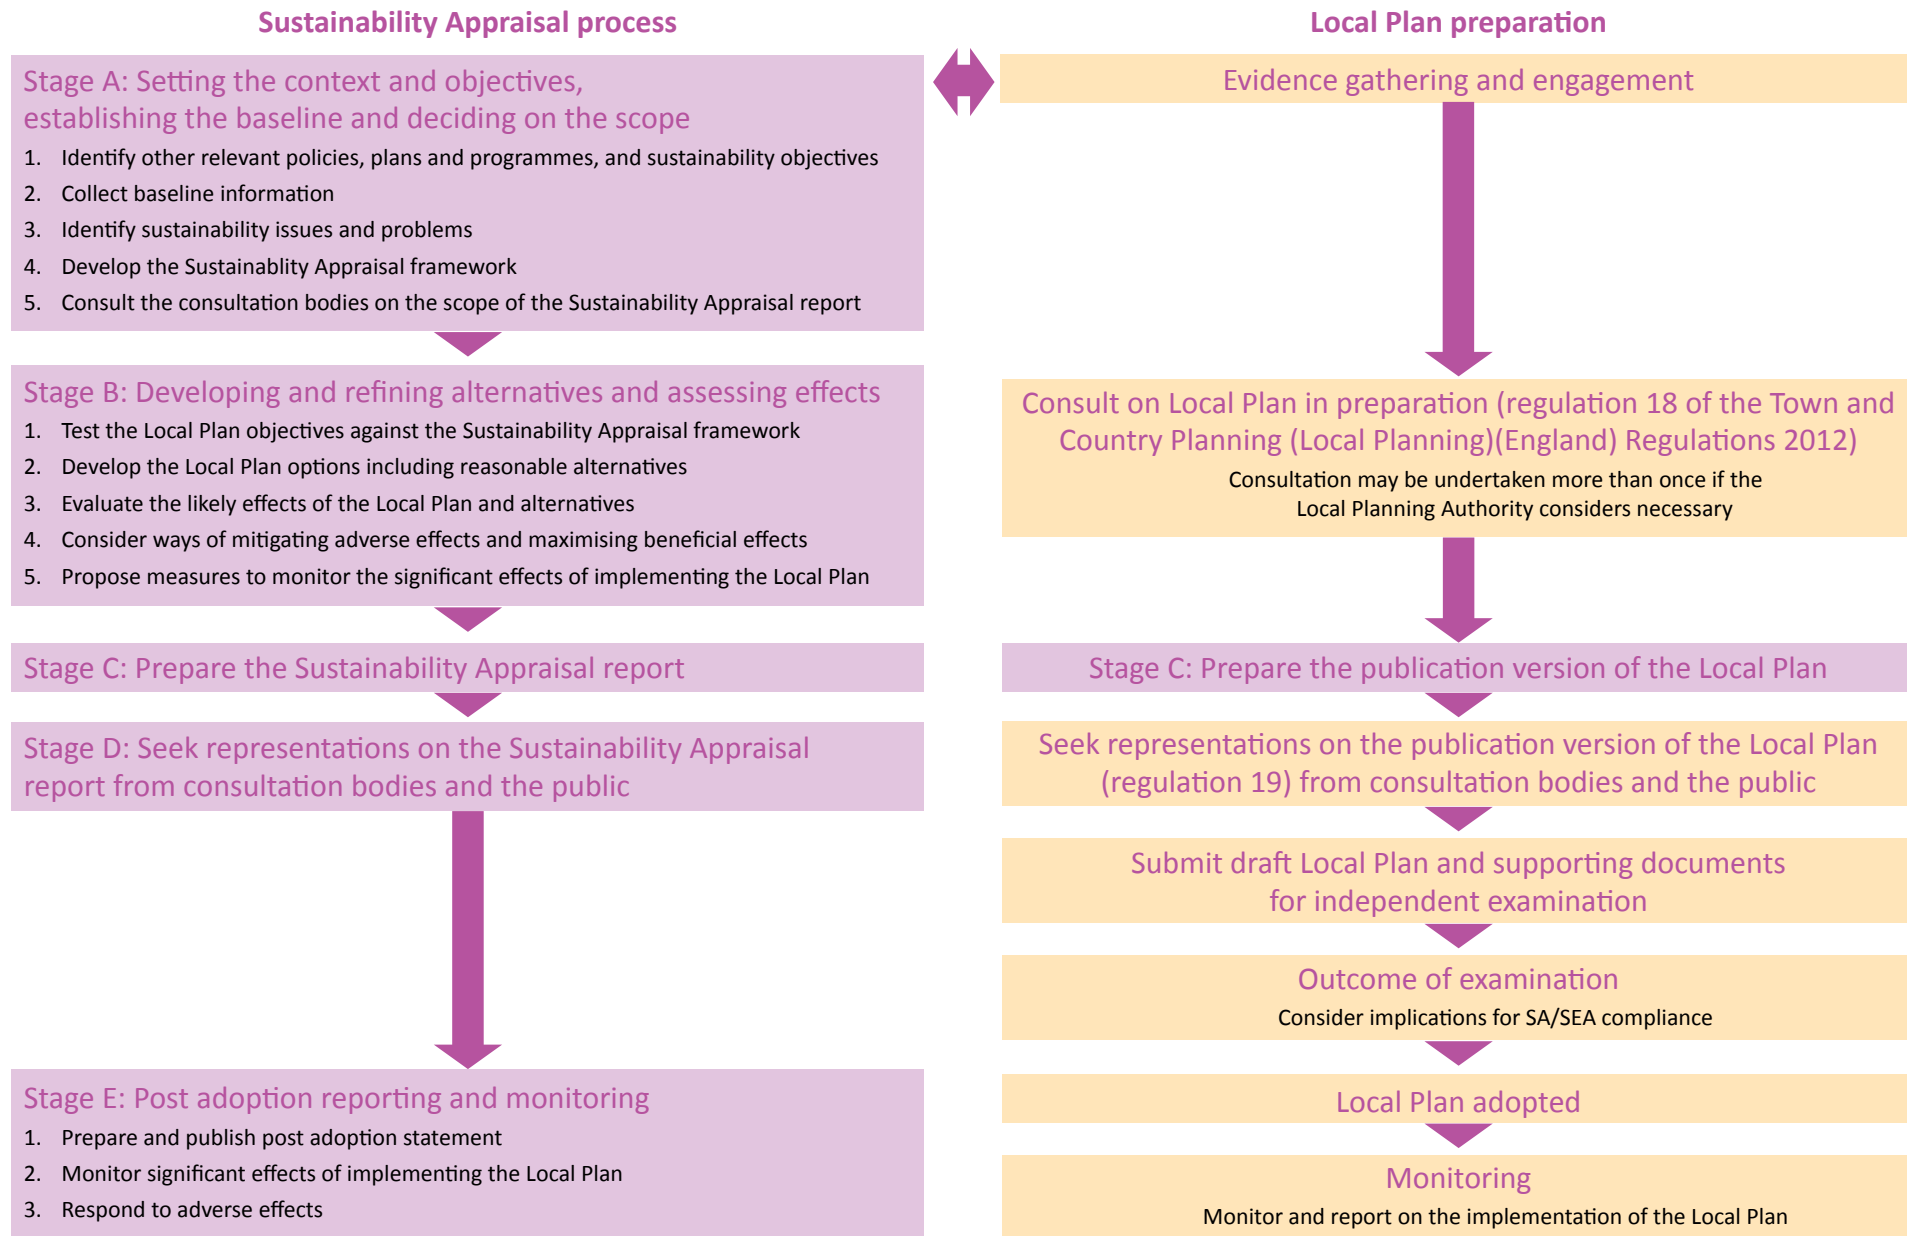 Sustainability Appraisal process
Stage A: Setting the context and objectives,
establishing the baseline and deciding on the scope
1. Identify other relevant policies, plans and programmes, and sustainability objectives
2. Collect baseline information
3. Identify sustainability issues and problems
4. Develop the Sustainablity Appraisal framework
5. Consult the consultation bodies on the scope of the Sustainability Appraisal report
Stage B: Developing and refining alternatives and assessing effects
1. Test the Local Plan objectives against the Sustainability Appraisal framework
2. Develop the Local Plan options including reasonable alternatives
3. Evaluate the likely effects of the Local Plan and alternatives
4. Consider ways of mitigating adverse effects and maximising beneficial effects
5. Propose measures to monitor the significant effects of implementing the Local Plan
Stage C: Prepare the Sustainability Appraisal report
Stage D: Seek representations on the Sustainability Appraisal
report from consultation bodies and the public
Stage E: Post adoption reporting and monitoring
1. Prepare and publish post adoption statement
2. Monitor significant effects of implementing the Local Plan
3. Respond to adverse effects
Local Plan preparation
Evidence gathering and engagement
Consult on Local Plan in preparation (regulation 18 of the Town and
Country Planning (Local Planning)(England) Regulations 2012)
Consultation may be undertaken more than once if the
Local Planning Authority considers necessary
Stage C: Prepare the publication version of the Local Plan
Seek representations on the publication version of the Local Plan
(regulation 19) from consultation bodies and the public
Submit draft Local Plan and supporting documents
for independent examination
Outcome of examination
Consider implications for SA/SEA compliance
Local Plan adopted
Monitoring
Monitor and report on the implementation of the Local Plan